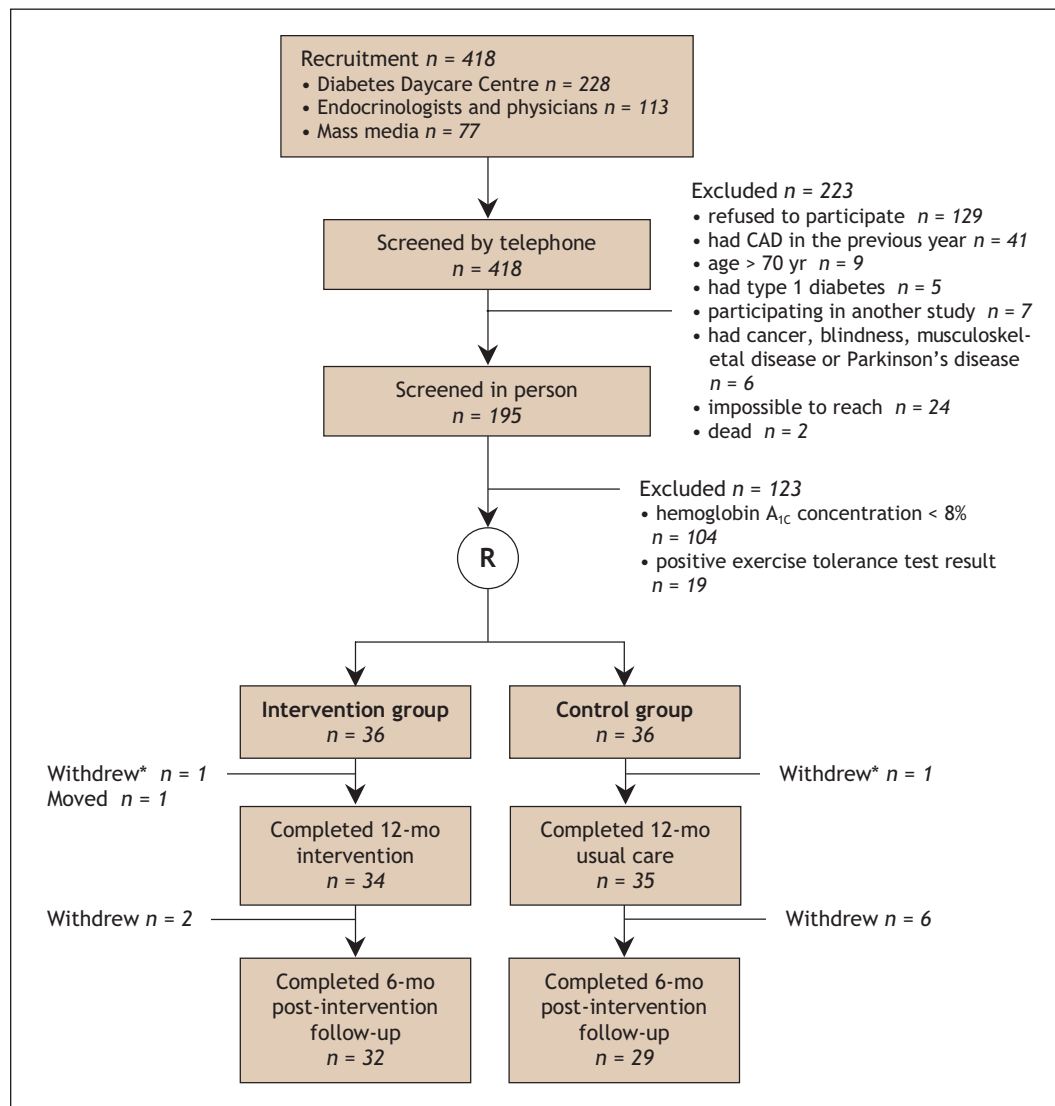 Recruitment n = 418
• Diabetes Daycare Centre n = 228
• Endocrinologists and physicians n = 113
• Mass media n = 77
Screened by telephone
n = 418
Excluded n = 223
• refused to participate n = 129
• had CAD in the previous year n = 41
• age > 70 yr n = 9
• had type 1 diabetes n = 5
• participating in another study n = 7
• had cancer, blindness, musculoskel-
etal disease or Parkinson's disease
n = 6
• impossible to reach n = 24
• dead n = 2
Screened in person
n = 195
Excluded n = 123
• hemoglobin A1C concentration < 8%
n = 104
• positive exercise tolerance test result
n = 19
R
Intervention group
n = 36
Control group
n = 36
Withdrew* n = 1
Moved n = 1
Withdrew* n = 1
Completed 12-mo
intervention
n = 34
Completed 12-mo
usual care
n = 35
Withdrew n = 2
Withdrew n = 6
Completed 6-mo
post-intervention
follow-up
n = 32
Completed 6-mo
post-intervention
follow-up
n = 29